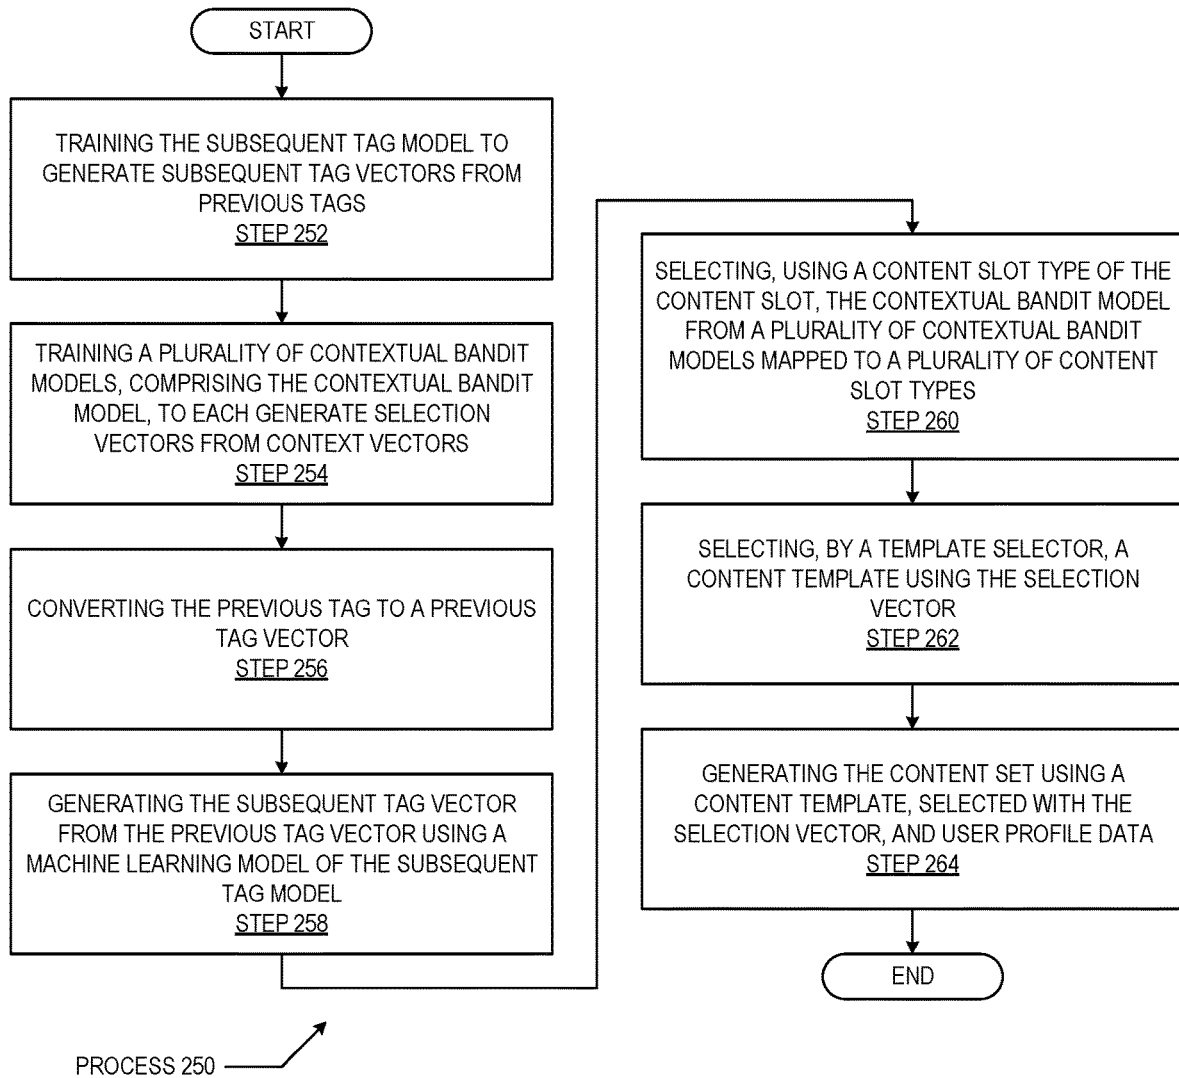 START
TRAINING THE SUBSEQUENT TAG MODEL TO
GENERATE SUBSEQUENT TAG VECTORS FROM
PREVIOUS TAGS
STEP 252
TRAINING A PLURALITY OF CONTEXTUAL BANDIT
MODELS, COMPRISING THE CONTEXTUAL BANDIT
MODEL, TO EACH GENERATE SELECTION
VECTORS FROM CONTEXT VECTORS
STEP 254
CONVERTING THE PREVIOUS TAG TO A PREVIOUS
TAG VECTOR
STEP 256
GENERATING THE SUBSEQUENT TAG VECTOR
FROM THE PREVIOUS TAG VECTOR USING A
MACHINE LEARNING MODEL OF THE SUBSEQUENT
TAG MODEL
STEP 258
SELECTING, USING A CONTENT SLOT TYPE OF THE
CONTENT SLOT, THE CONTEXTUAL BANDIT MODEL
FROM A PLURALITY OF CONTEXTUAL BANDIT
MODELS MAPPED TO A PLURALITY OF CONTENT
SLOT TYPES
STEP 260
SELECTING, BY A TEMPLATE SELECTOR, A
CONTENT TEMPLATE USING THE SELECTION
VECTOR
STEP 262
GENERATING THE CONTENT SET USING A
CONTENT TEMPLATE, SELECTED WITH THE
SELECTION VECTOR, AND USER PROFILE DATA
STEP 264
END
PROCESS 250